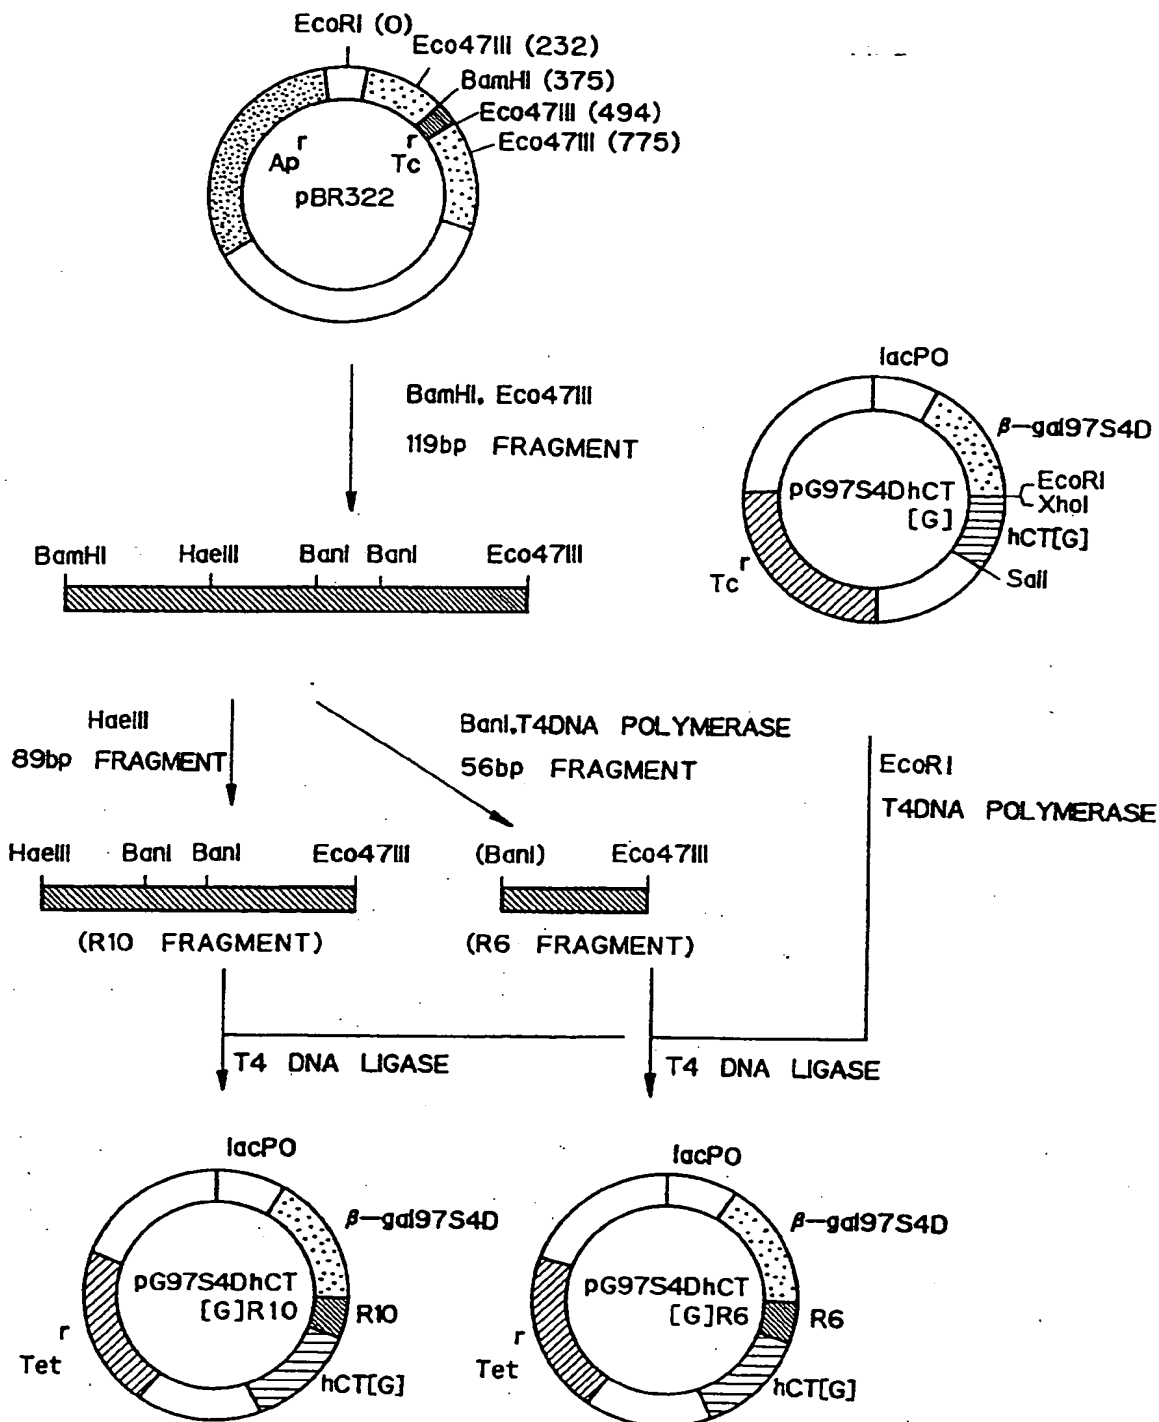 EcoRI (0)
Eco47III (232)
BamHI (375)
Eco47III (494)
Eco47III (775)
r
Ap
r
Tc
pBR322
BamHI, Eco47III
119bp FRAGMENT
lacPO
β-gal97S4D
EcoRI
XhoI
hCT[G]
SalI
pG97S4DhCT
[G]
r
Tc
BamHI HaeIII BanI BanI Eco47III
HaeIII
89bp FRAGMENT
BanI,T4DNA POLYMERASE
56bp FRAGMENT
EcoRI
T4DNA POLYMERASE
HaeIII BanI BanI Eco47III
(R10 FRAGMENT)
(BanI) Eco47III
(R6 FRAGMENT)
T4 DNA LIGASE
T4 DNA LIGASE
lacPO
β-gal97S4D
pG97S4DhCT
[G]R10
R10
r
Tet
hCT[G]
lacPO
β-gal97S4D
pG97S4DhCT
[G]R6
R6
r
Tet
hCT[G]